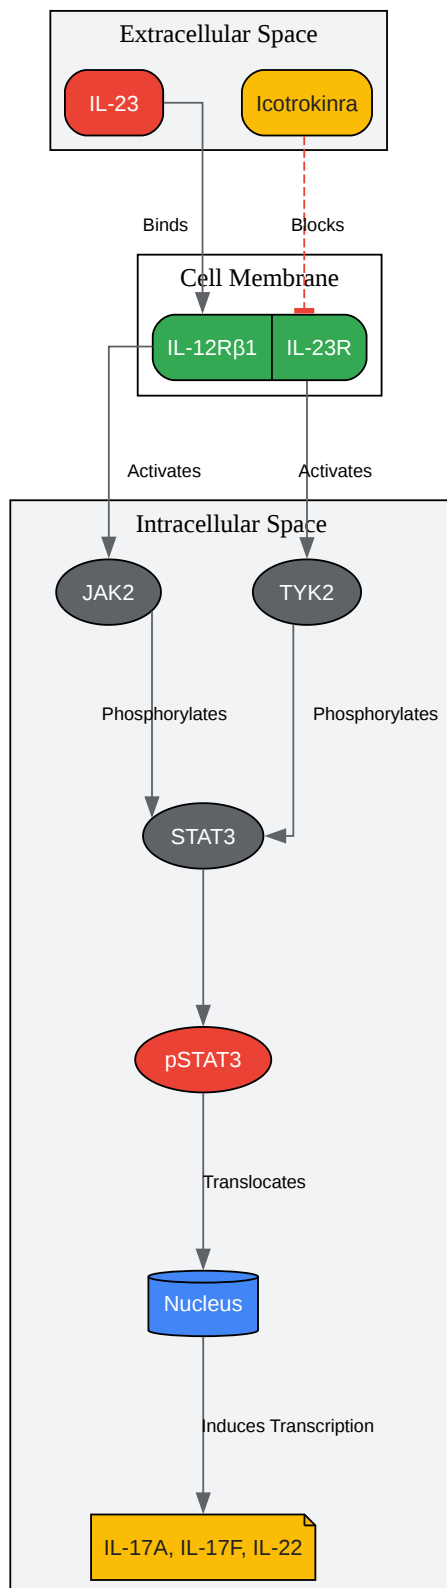 Extracellular Space
IL-23
Icotrokinra
Binds
Blocks
Cell Membrane
IL-12Rβ1
IL-23R
Activates
Activates
Intracellular Space
JAK2
TYK2
Phosphorylates
Phosphorylates
STAT3
pSTAT3
Translocates
Nucleus
Induces Transcription
IL-17A, IL-17F, IL-22